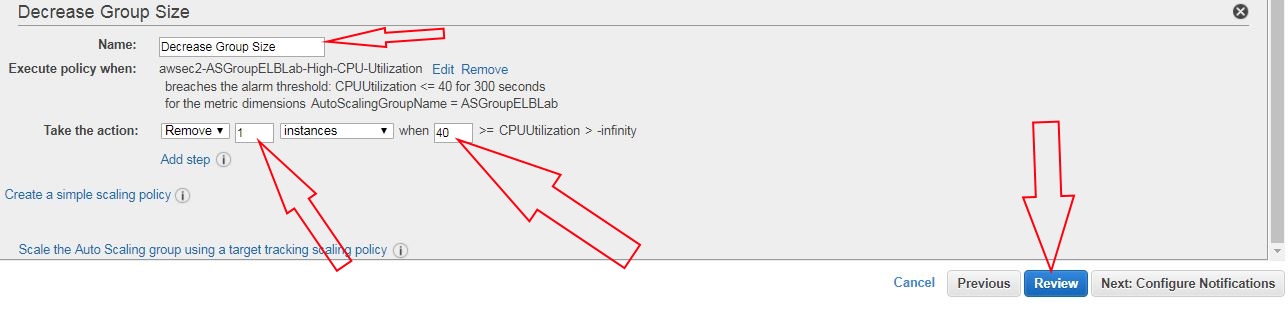 Decrease Group Size
Name: Decrease Group Size
Execute policy when: awsec2-ASGroupELBLab-High-CPU-Utilization Edit Remove
breaches the alarm threshold: CPUUtilization <= 40 for 300 seconds
for the metric dimensions AutoScalingGroupName = ASGroupELBLab
Take the action: Remove 1 instances when 40 >= CPUUtilization > -infinity
Add step i
Create a simple scaling policy i
Scale the Auto Scaling group using a target tracking scaling policy i
Cancel Previous Review Next: Configure Notifications